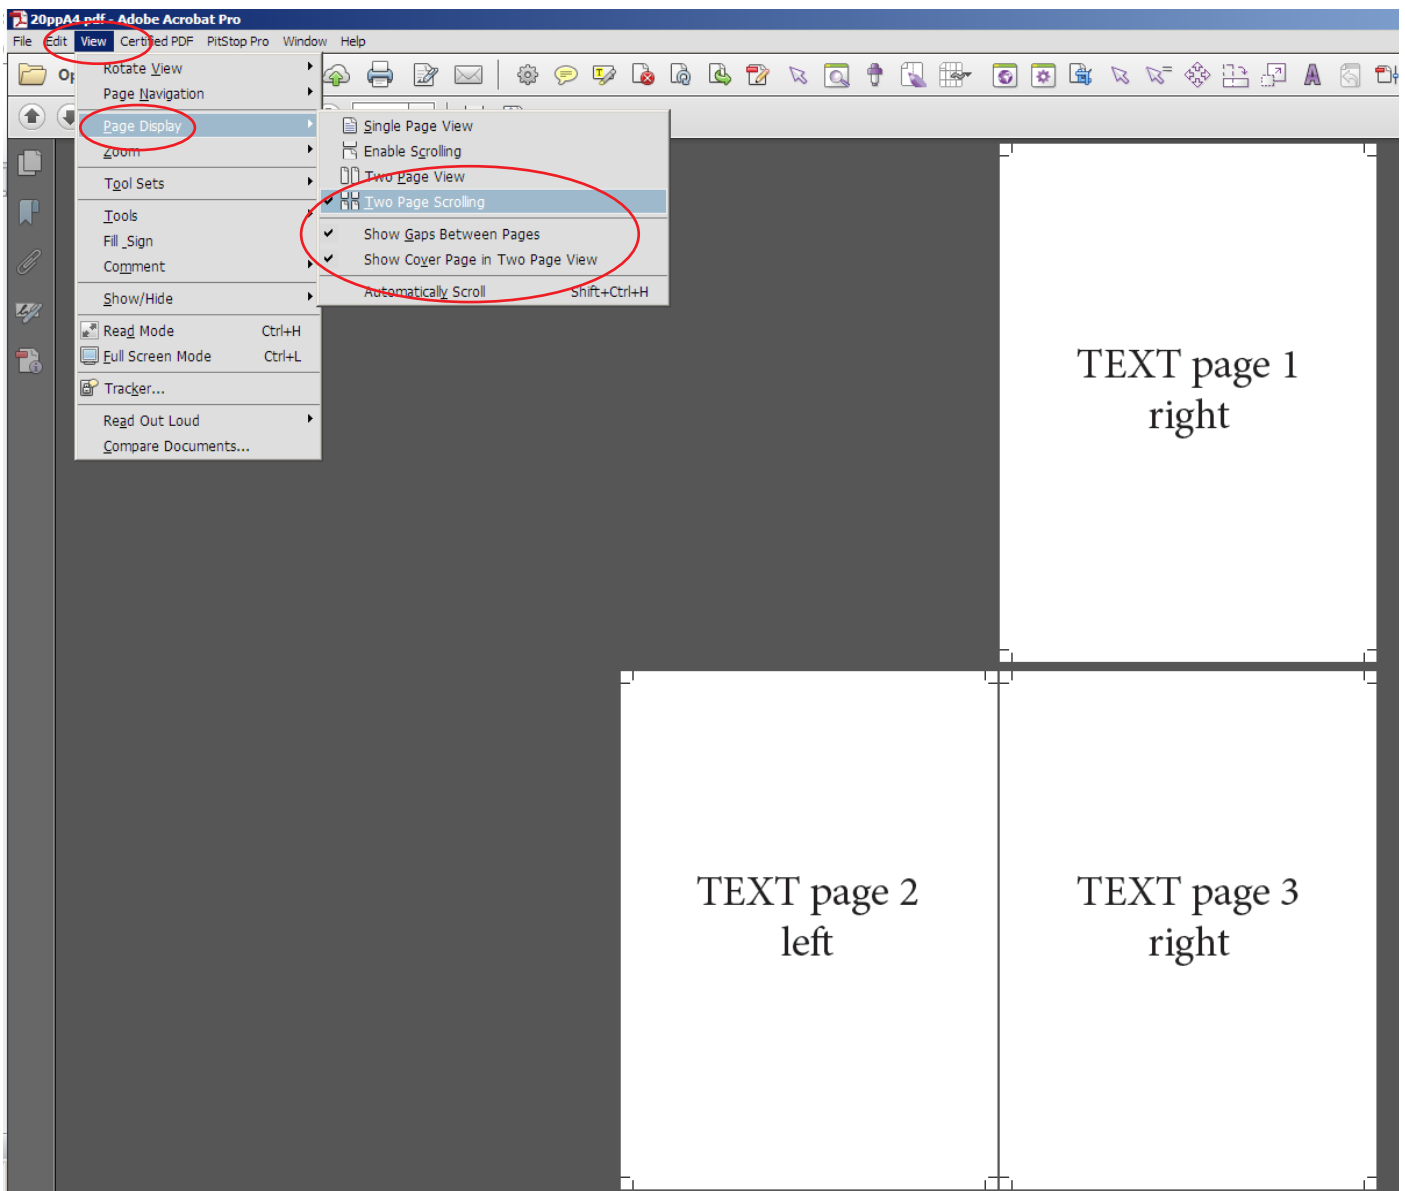 20ppA4.pdf - Adobe Acrobat Pro
File Edit View Certified PDF PitStop Pro Window Help
Rotate View
Page Navigation
Page Display
Zoom
Tool Sets
Tools
Fill _Sign
Comment
Show/Hide
Read Mode Ctrl+H
Full Screen Mode Ctrl+L
Tracker...
Read Out Loud
Compare Documents...
Single Page View
Enable Scrolling
Two Page View
Two Page Scrolling
Show Gaps Between Pages
Show Cover Page in Two Page View
Automatically Scroll Shift+Ctrl+H
TEXT page 1
right
TEXT page 2
left
TEXT page 3
right